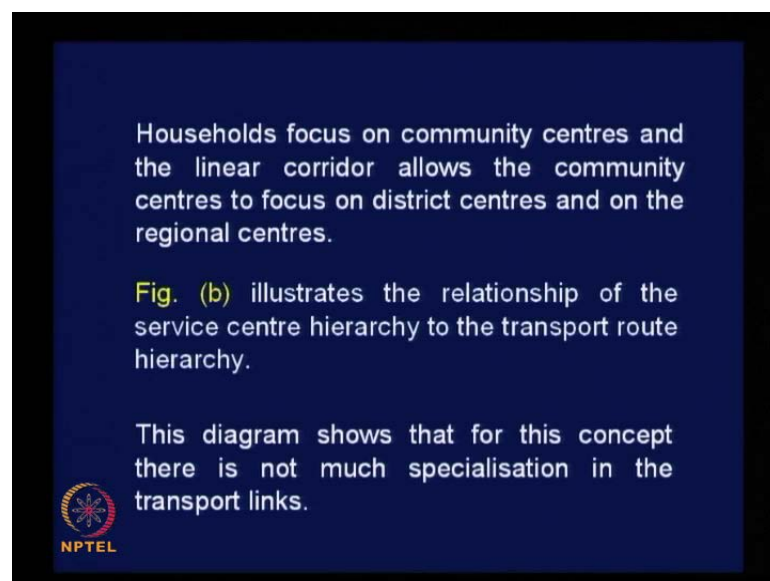 Households focus on community centres and
the linear corridor allows the community
centres to focus on district centres and on the
regional centres.
Fig. (b) illustrates the relationship of the
service centre hierarchy to the transport route
hierarchy.
This diagram shows that for this concept
there is not much specialisation in the
transport links.
NPTEL